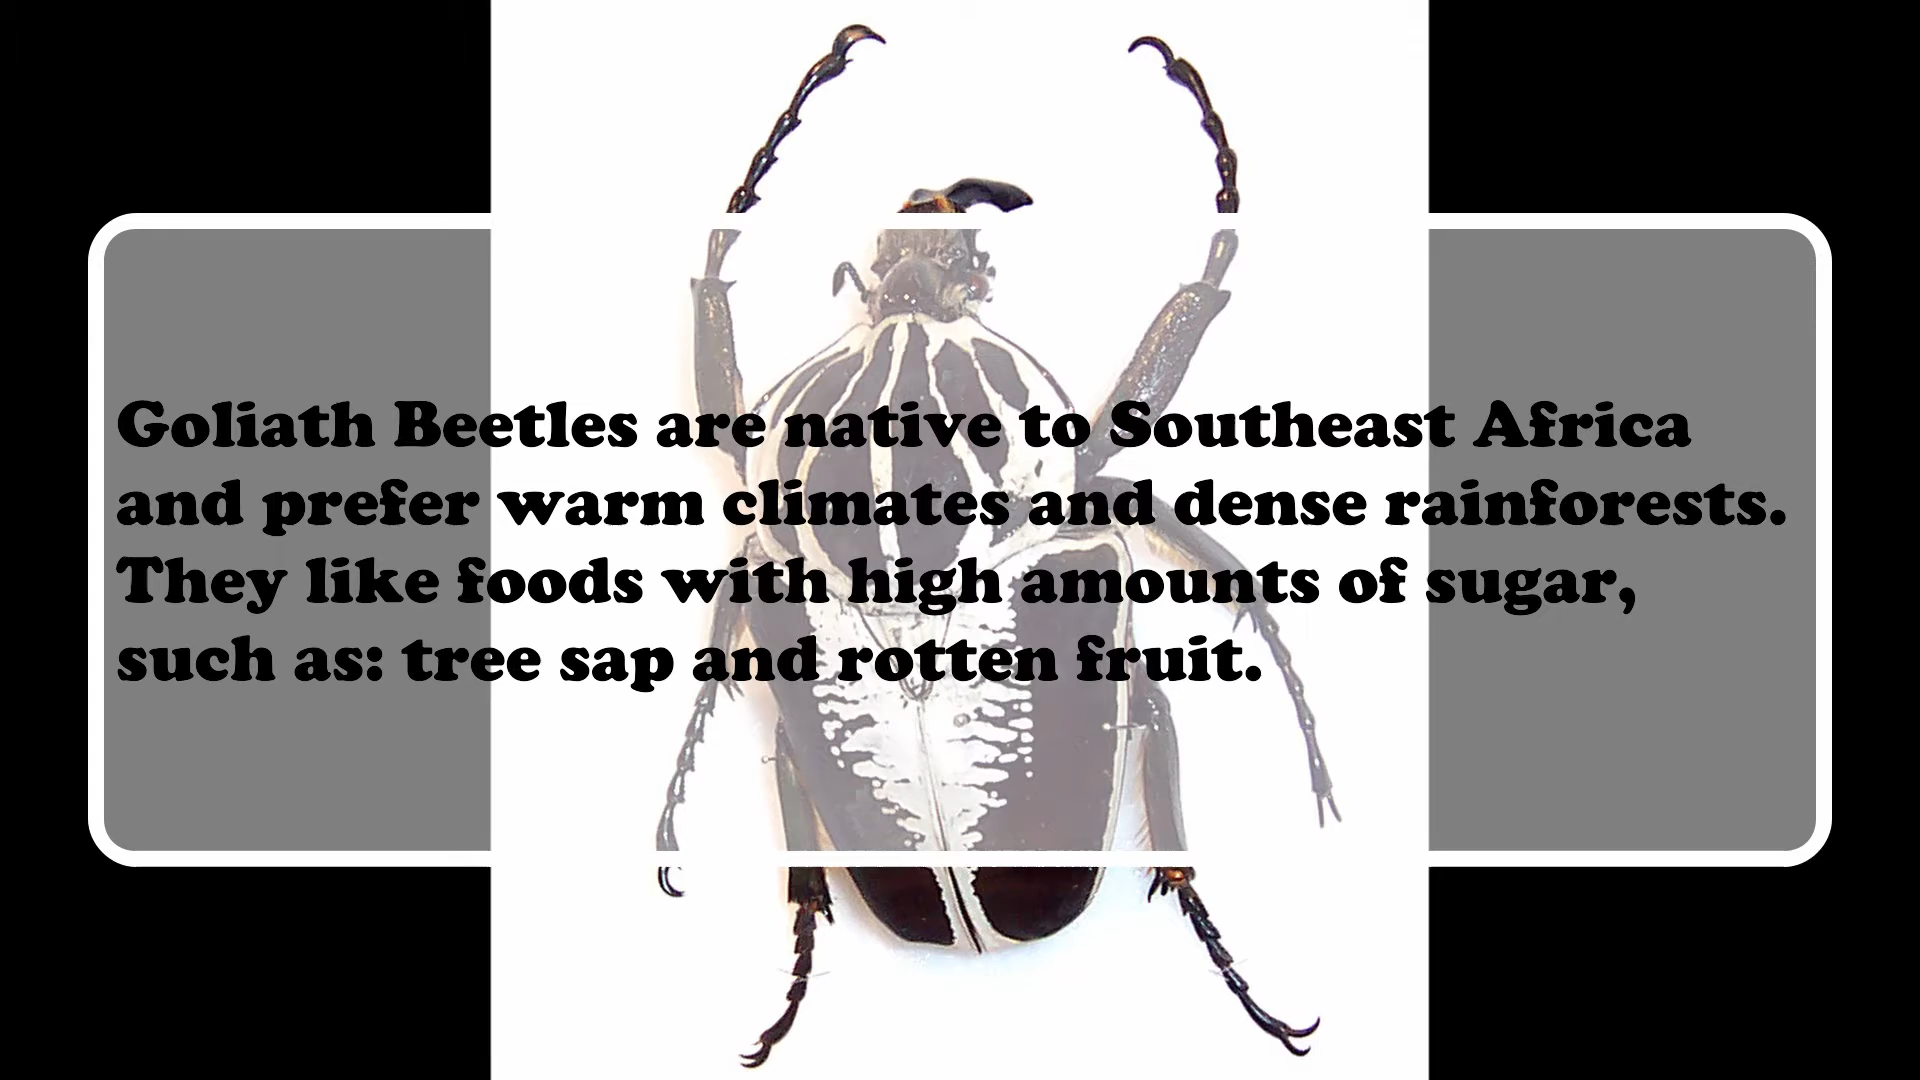 Goliath Beetles are native to Southeast Africa
and prefer warm climates and dense rainforests.
They like foods with high amounts of sugar,
such as: tree sap and rotten fruit.